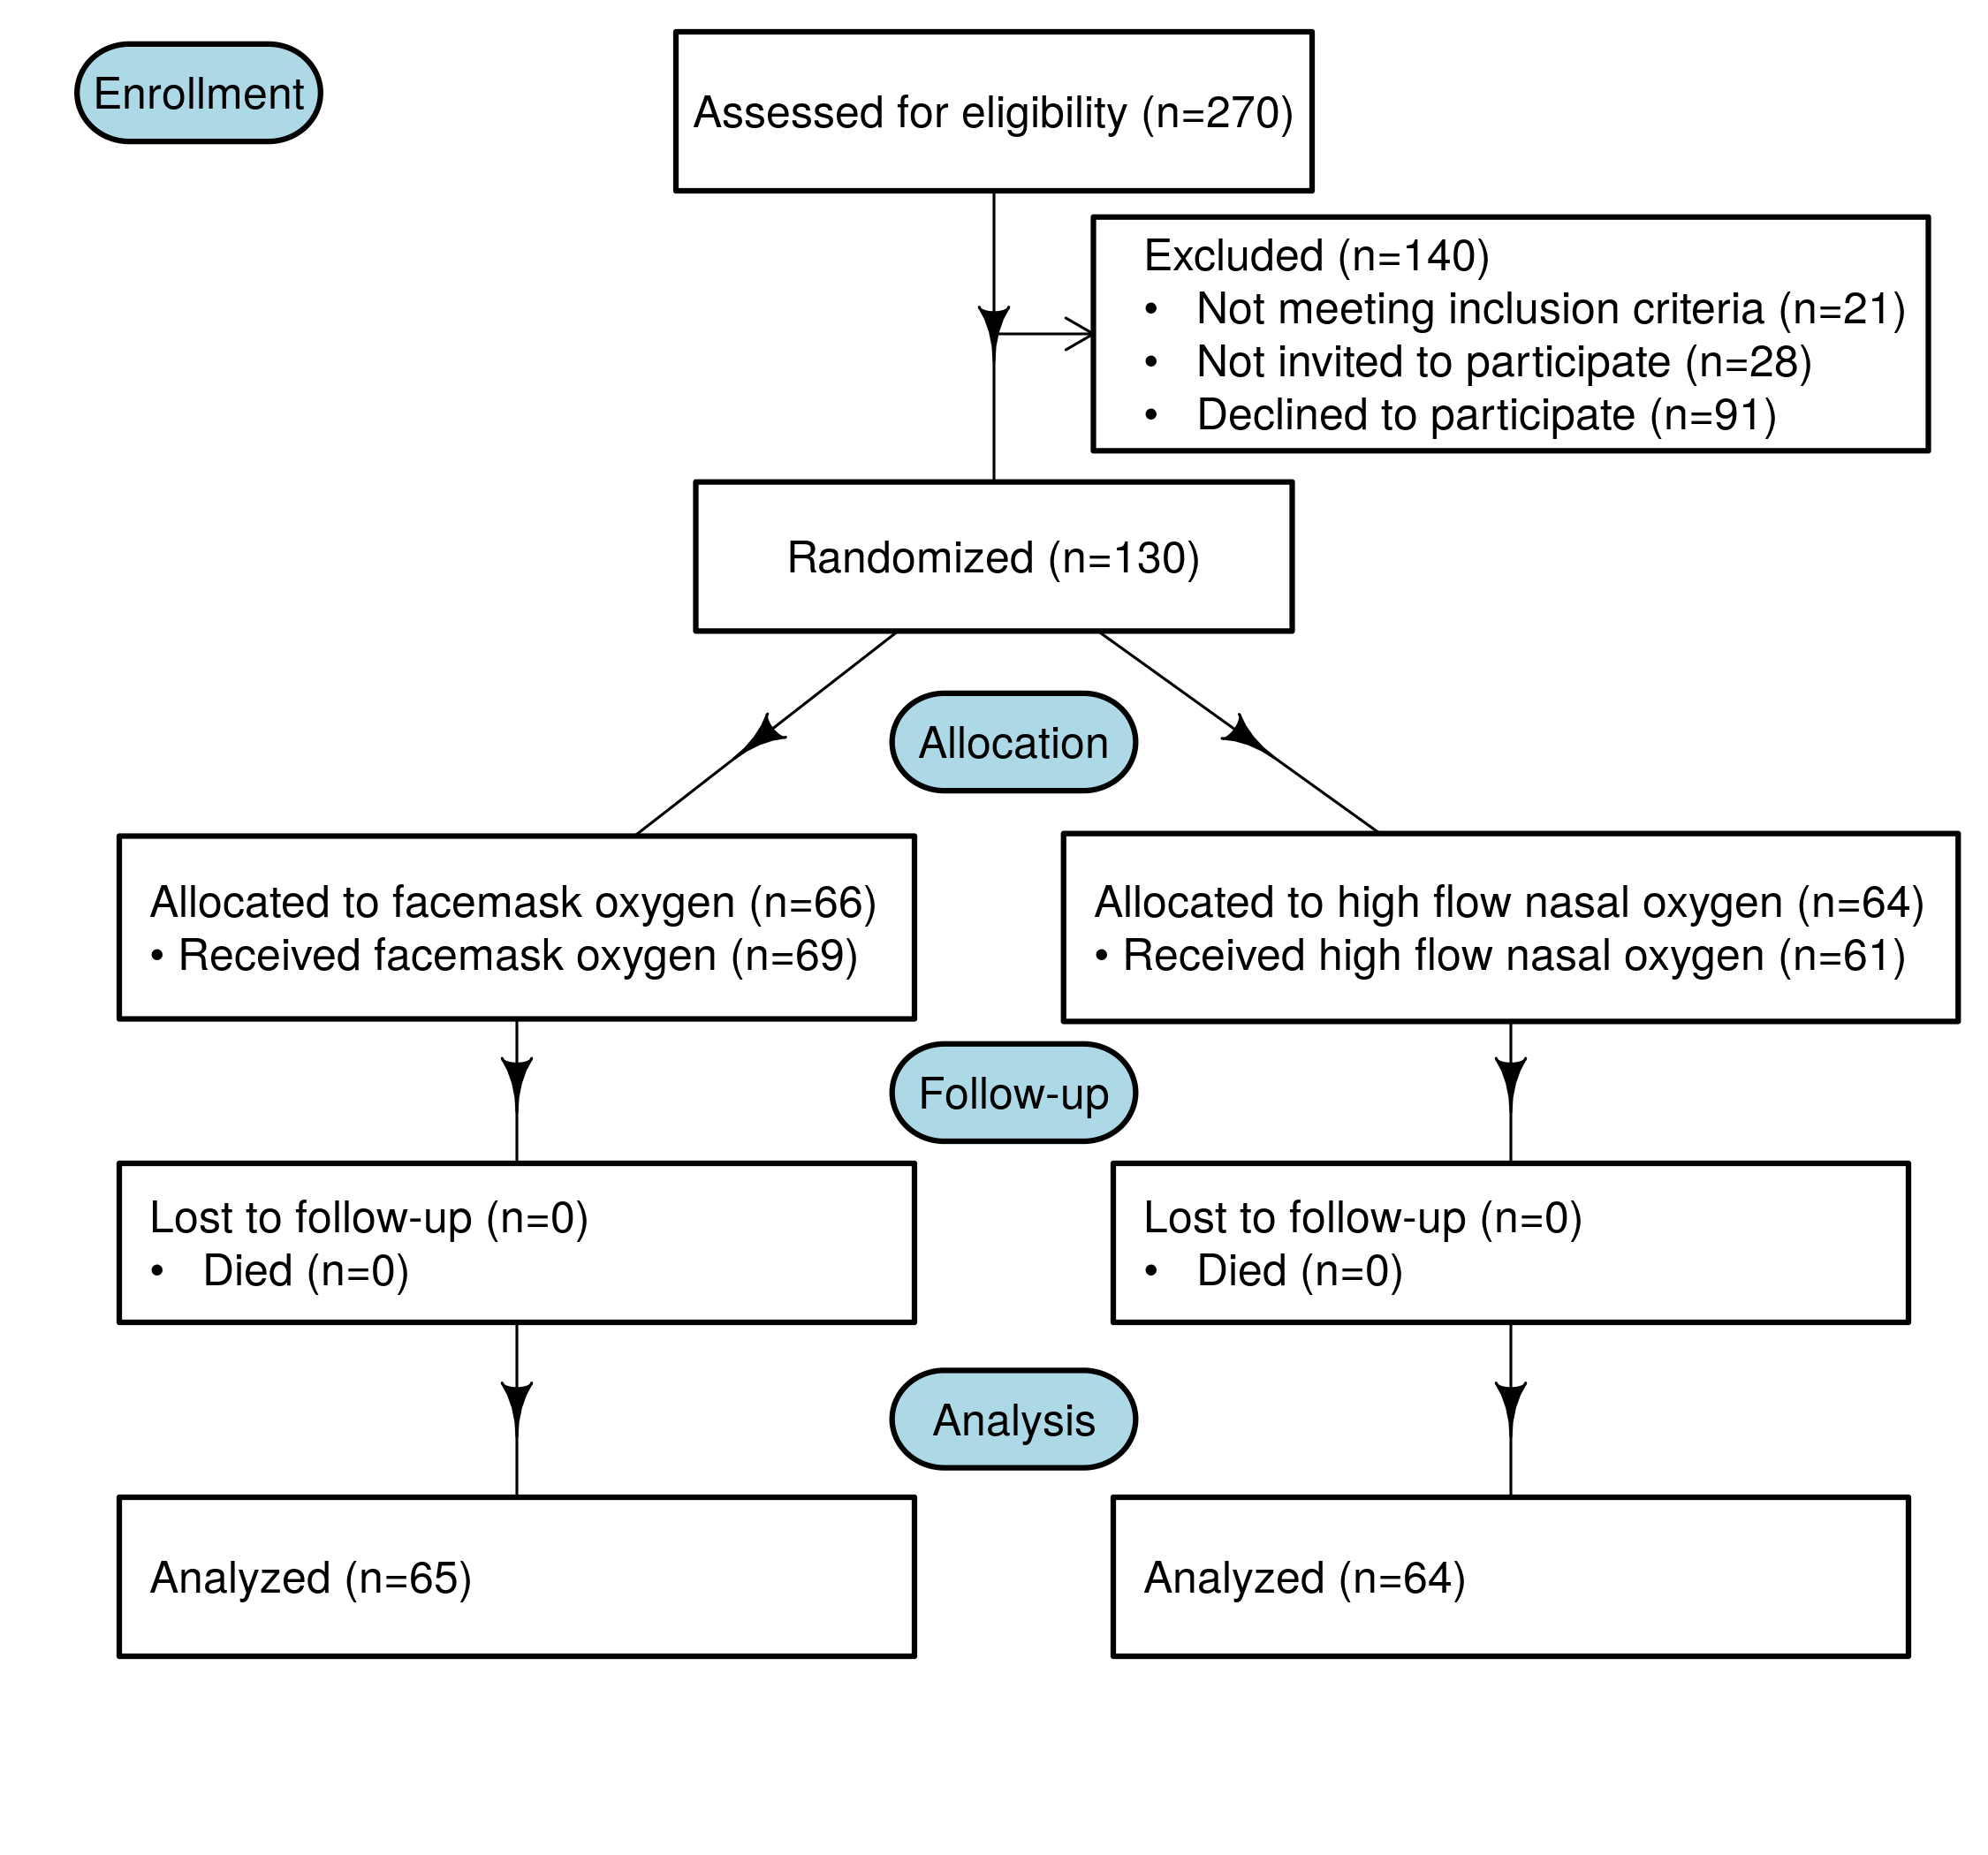 Enrollment
Assessed for eligibility (n=270)
Excluded (n=140)
• Not meeting inclusion criteria (n=21)
• Not invited to participate (n=28)
• Declined to participate (n=91)
Randomized (n=130)
Allocation
Allocated to facemask oxygen (n=66)
• Received facemask oxygen (n=69)
Allocated to high flow nasal oxygen (n=64)
• Received high flow nasal oxygen (n=61)
Follow-up
Lost to follow-up (n=0)
• Died (n=0)
Lost to follow-up (n=0)
• Died (n=0)
Analysis
Analyzed (n=65)
Analyzed (n=64)